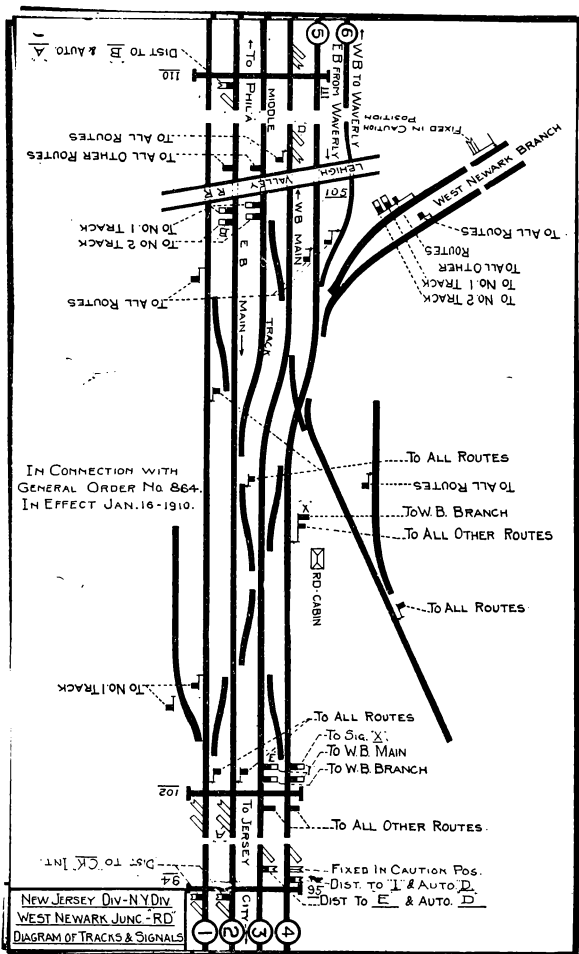 5
6
DIST TO B & AUTO.
A
110
111
← TO PHILA
MIDDLE
TRACK
← WB TO WAVERLY
EB FROM WAVERLY →
FIXED IN CAUTION
POSITION
WEST NEWARK BRANCH
TO ALL ROUTES
TO ALL OTHER ROUTES
LEHIGH
VALLEY
RR
501
← WB MAIN
TO NO. 1 TRACK
TO NO 2 TRACK
EB MAIN →
TO ALL ROUTES
TO ALL ROUTES
TO ALL OTHER
ROUTES
TO NO. 1 TRACK
TO NO. 2 TRACK
IN CONNECTION WITH
GENERAL ORDER NO. 864.
IN EFFECT JAN. 16-1910.
TO ALL ROUTES
TO ALL ROUTES
X
TO W.B. BRANCH
TO ALL OTHER ROUTES
RD-CABIN
TO ALL ROUTES
TO NO. 1 TRACK
TO ALL ROUTES
TO SIG. "X"
TO W.B. MAIN
TO W.B. BRANCH
E
102
TO ALL OTHER ROUTES.
TO JERSEY CITY
DIST TO "CK" INT.
94
95
FIXED IN CAUTION POS.
DIST. TO "I" & AUTO. D
DIST TO E & AUTO. D
1
2
3
4
NEW JERSEY DIV-N Y DIV
WEST NEWARK JUNC.-"RD"
DIAGRAM OF TRACKS & SIGNALS